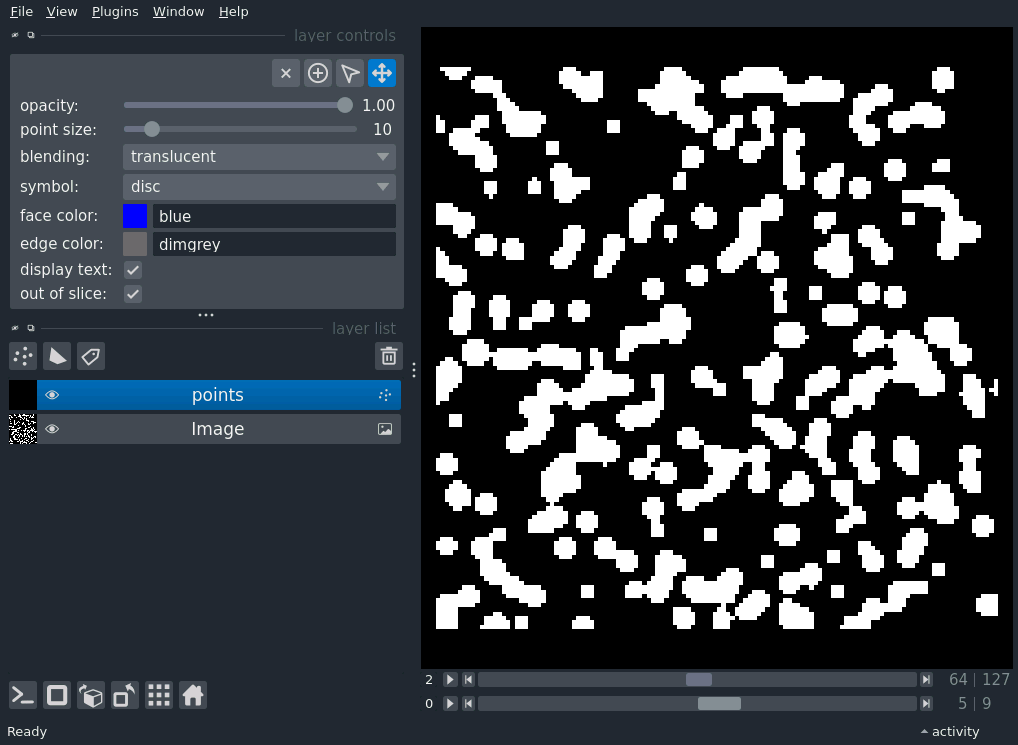 File View Plugins Window Help
layer controls
opacity: 1.00
point size: 10
blending: translucent
symbol: disc
face color: blue
edge color: dimgrey
display text:
out of slice:
layer list
points
Image
2 64 | 127
0 5 | 9
Ready activity